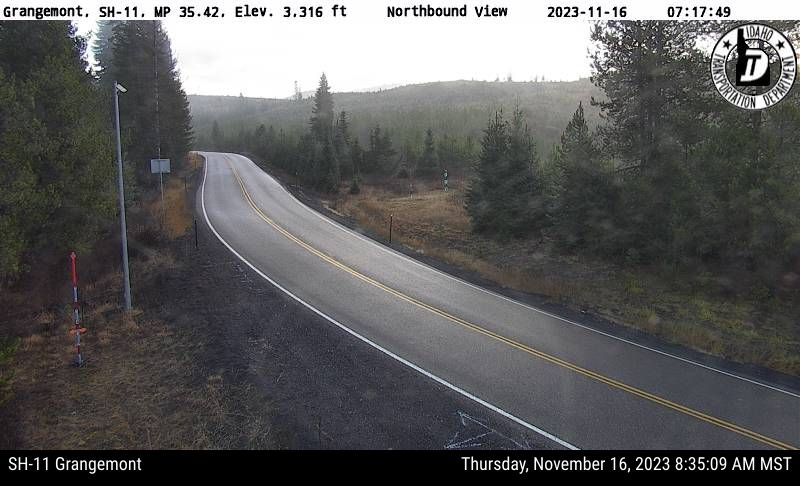 Grangemont, SH-11, MP 35.42, Elev. 3,316 ft Northbound View 2023-11-16 07:17:49
IDAHO
TRANSPORTATION DEPARTMENT
SH-11 Grangemont Thursday, November 16, 2023 8:35:09 AM MST